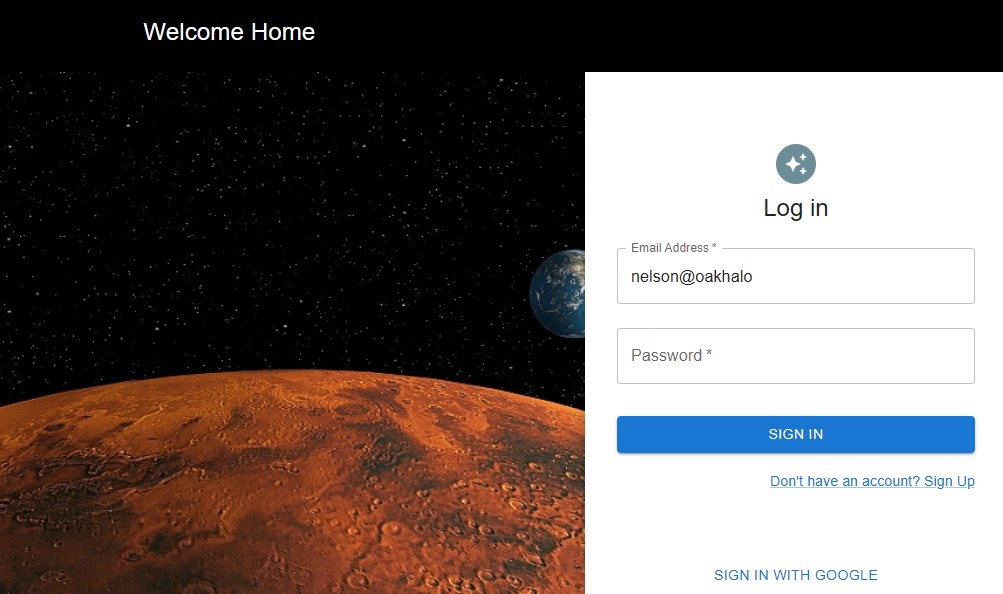 Welcome Home
Log in
Email Address *
nelson@oakhalo
Password *
SIGN IN
Don't have an account? Sign Up
SIGN IN WITH GOOGLE